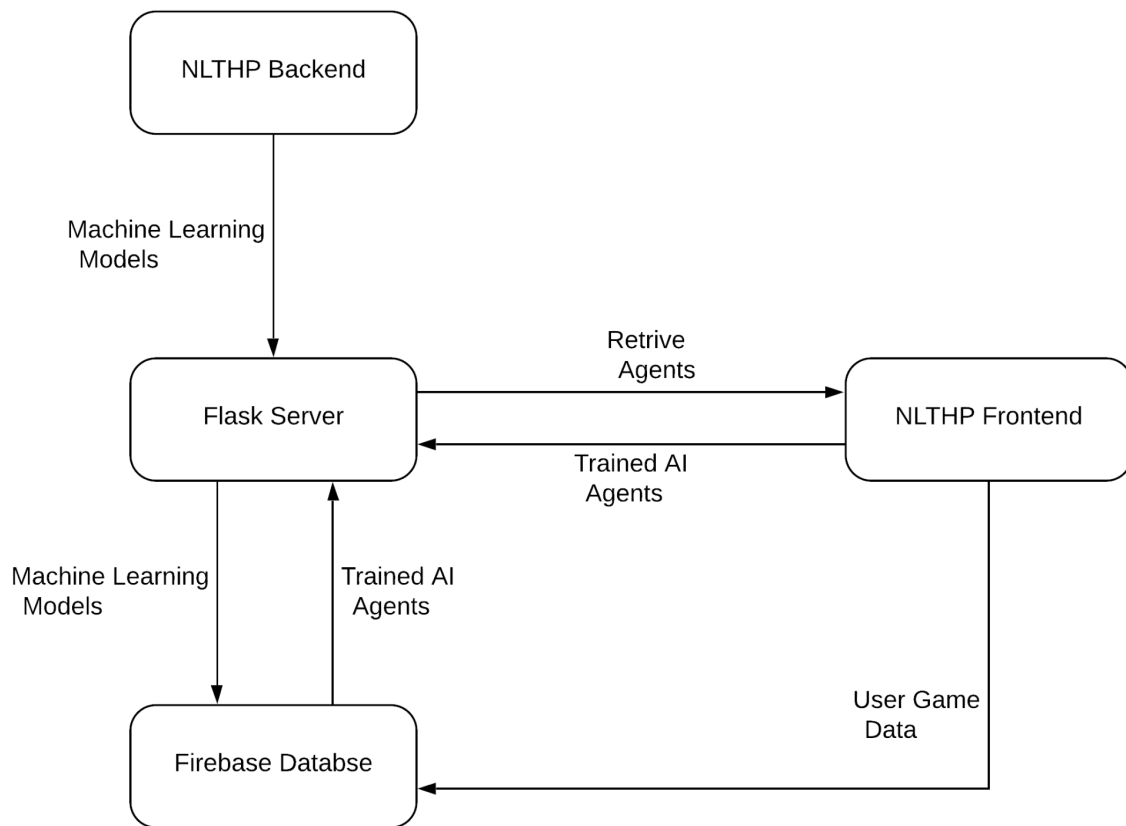 NLTHP Backend
Machine Learning
Models
Retrive
Agents
Flask Server
NLTHP Frontend
Trained AI
Agents
Machine Learning
Models
Trained AI
Agents
User Game
Data
Firebase Databse